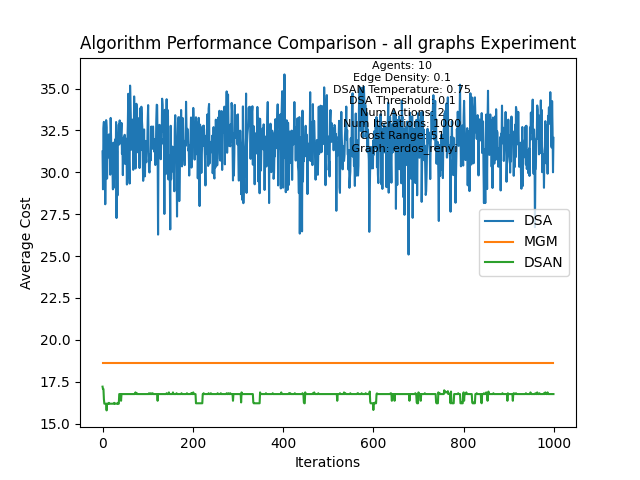 Algorithm Performance Comparison - all graphs Experiment
Agents: 10
Edge Density: 0.1
DSAN Temperature: 0.75
DSA Threshold: 0.1
Num Actions: 2
Num Iterations: 1000
Cost Range: 51
Graph: erdos_renyi
35.0
32.5
30.0
27.5
25.0
22.5
20.0
17.5
15.0
Average Cost
DSA
MGM
DSAN
0
200
400
600
800
1000
Iterations